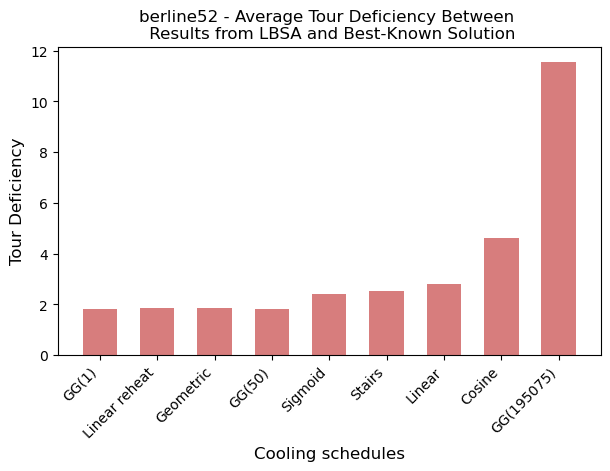 berline52 - Average Tour Deficiency Between
Results from LBSA and Best-Known Solution
12
10
8
6
4
2
0
Tour Deficiency
GG(1)
Linear reheat
Geometric
GG(50)
Sigmoid
Stairs
Linear
Cosine
GG(195075)
Cooling schedules